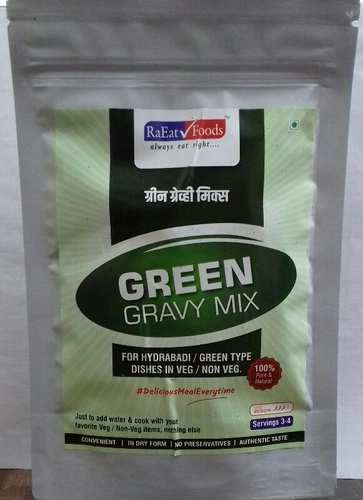 RaEat Foods TM
always eat right....
ग्रीन ग्रेव्ही मिक्स
GREEN
GRAVY MIX
FOR HYDRABADI / GREEN TYPE
DISHES IN VEG / NON VEG.
100%
Pure &
Natural
#DeliciousMealEverytime
MEDIUM
Just to add water & cook with your
favorite Veg / Non-Veg items, nothing else
Servings 3-4
CONVENIENT | IN DRY FORM | NO PRESERVATIVES | AUTHENTIC TASTE